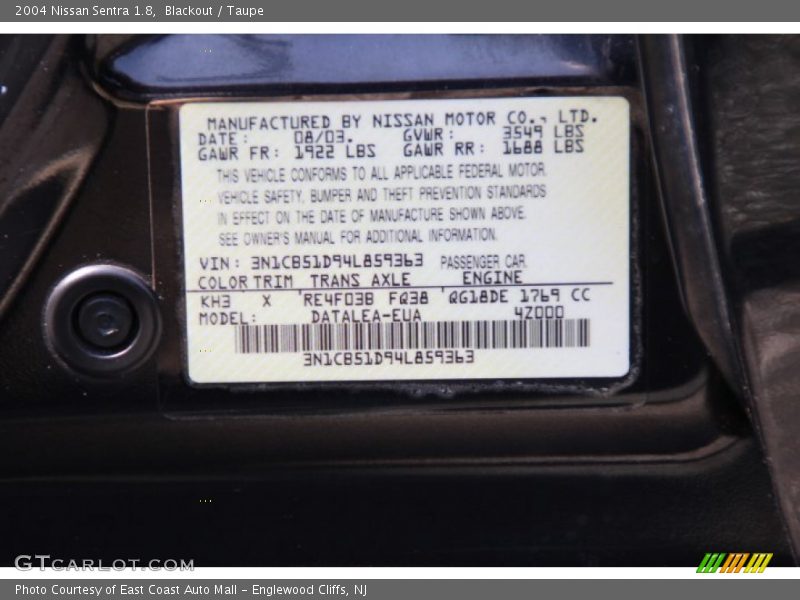 2004 Nissan Sentra 1.8, Blackout / Taupe
MANUFACTURED BY NISSAN MOTOR CO., LTD.
DATE: 08/03. GVWR: 3549 LBS
GAWR FR: 1922 LBS GAWR RR: 1688 LBS
THIS VEHICLE CONFORMS TO ALL APPLICABLE FEDERAL MOTOR
VEHICLE SAFETY, BUMPER AND THEFT PREVENTION STANDARDS
IN EFFECT ON THE DATE OF MANUFACTURE SHOWN ABOVE.
SEE OWNER'S MANUAL FOR ADDITIONAL INFORMATION.
VIN: 3N1CB51D94L859363 PASSENGER CAR
COLOR TRIM TRANS AXLE ENGINE
KH3 X RE4F03B FQ38 QG18DE 1769 CC
MODEL: DATALEA-EUA 4Z000
3N1CB51D94L859363
GTCARLOT.COM
Photo Courtesy of East Coast Auto Mall - Englewood Cliffs, NJ